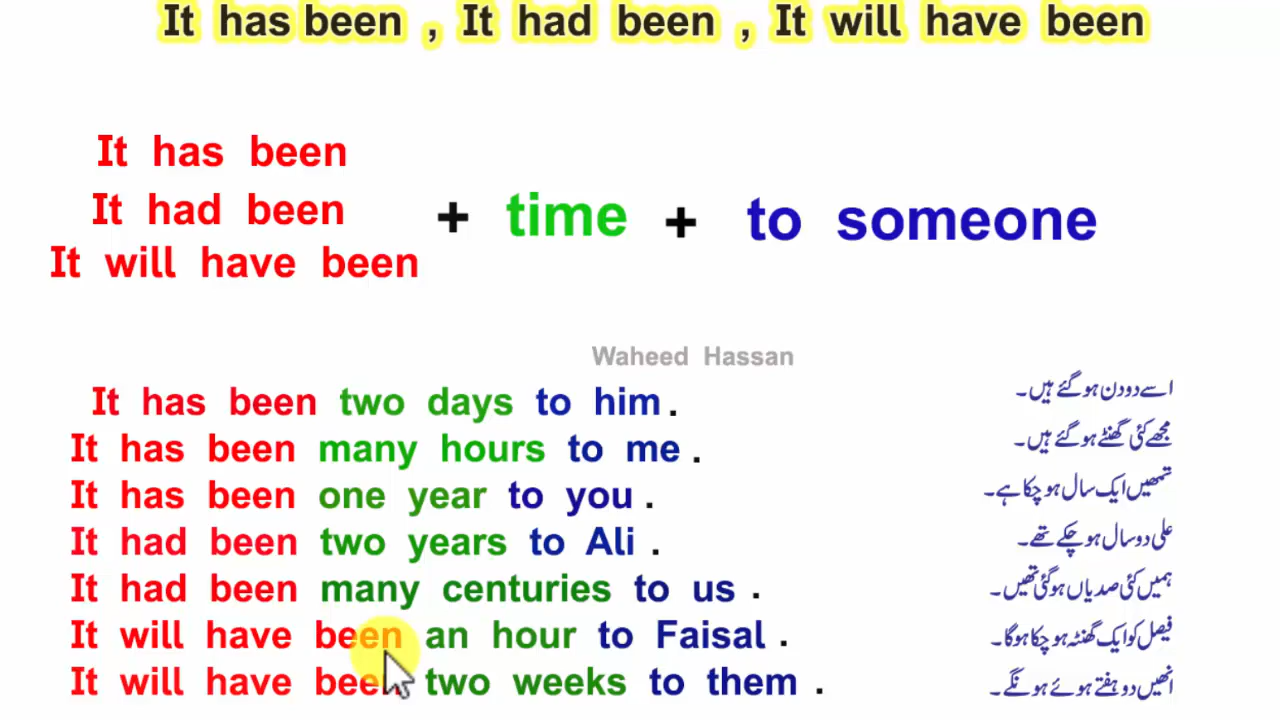 It has been , It had been , It will have been
It has been
It had been
It will have been
+ time + to someone
Waheed Hassan
It has been two days to him .
اسے دو دن ہو گئے ہیں۔
It has been many hours to me .
مجھے کئی گھنٹے ہو گئے ہیں۔
It has been one year to you .
تمھیں ایک سال ہو چکا ہے۔
It had been two years to Ali .
علی دو سال ہو چکے تھے۔
It had been many centuries to us .
ہمیں کئی صدیاں ہو گئی تھیں۔
It will have been an hour to Faisal .
فیصل کو ایک گھنٹہ ہو چکا ہو گا۔
It will have been two weeks to them .
انھیں دو ہفتے ہوئے ہونگے۔